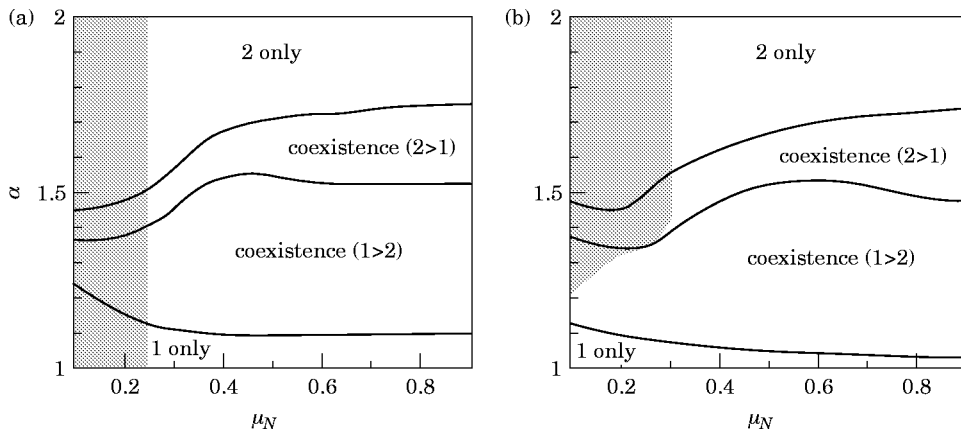 (a)
2
2 only
coexistence (2>1)
1.5
α
coexistence (1>2)
1 only
1
0.2
0.4
0.6
0.8
μN
(b)
2
2 only
coexistence (2>1)
1.5
coexistence (1>2)
1 only
1
0.2
0.4
0.6
0.8
μN